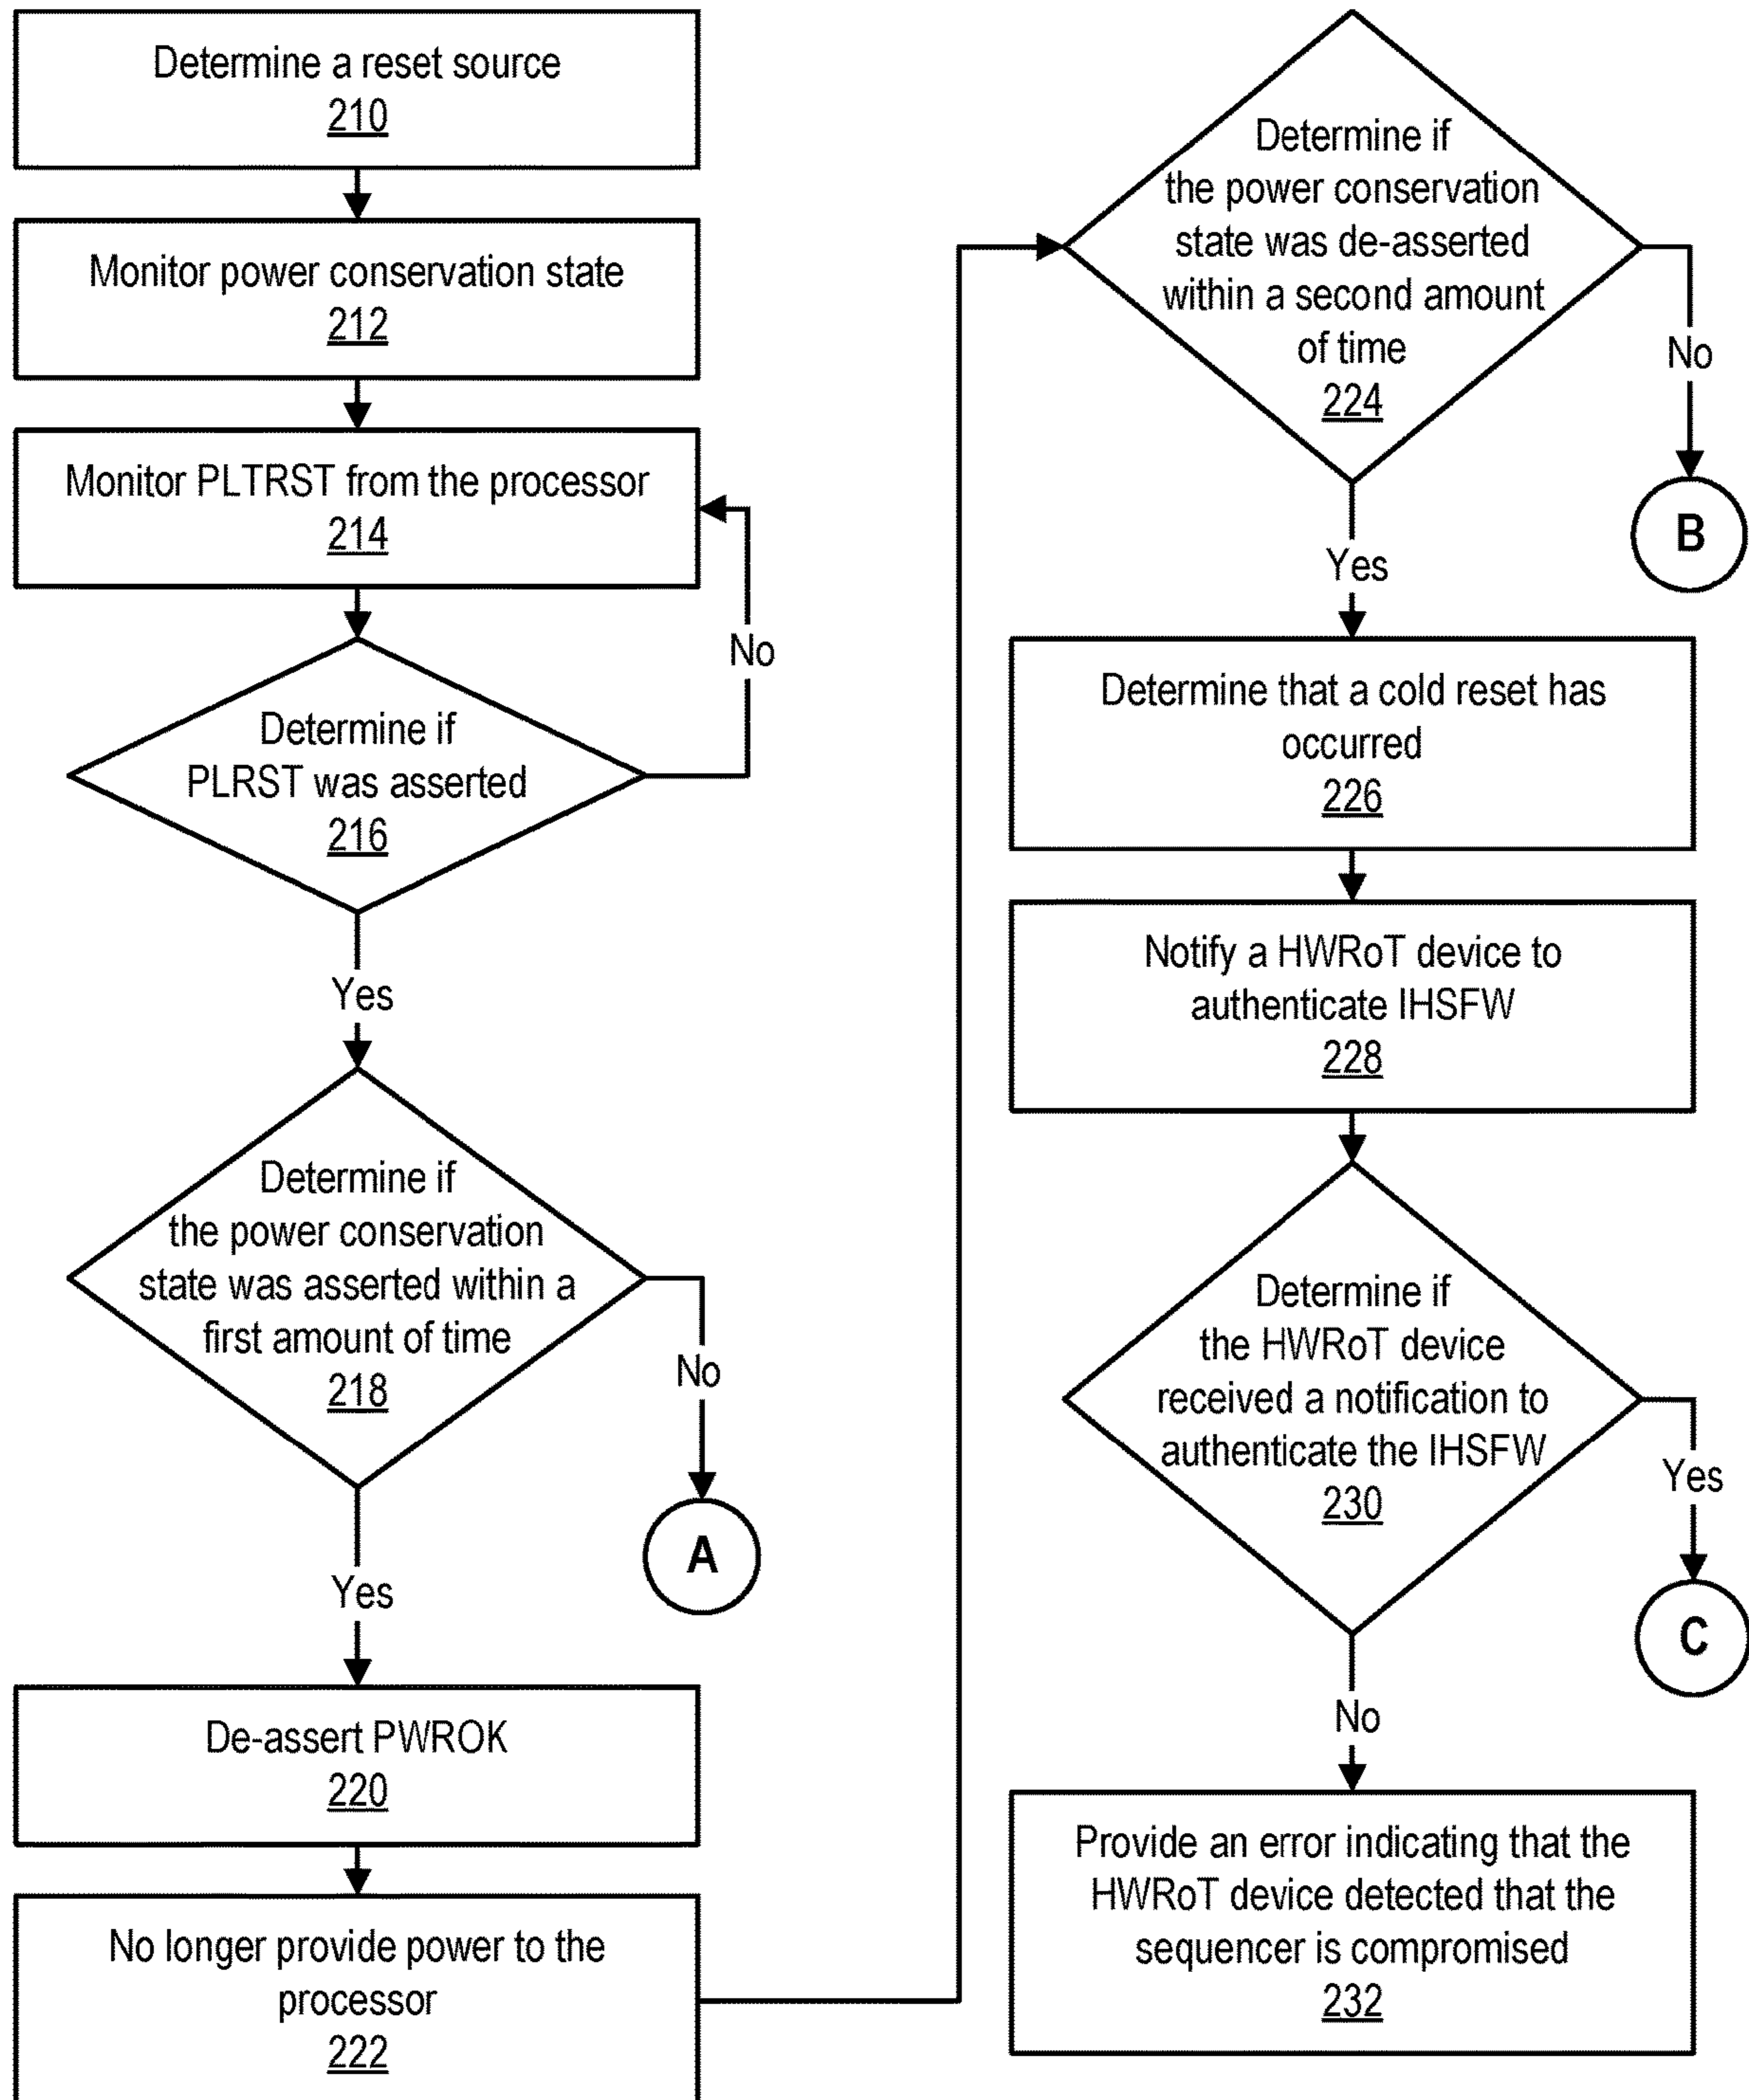 Determine a reset source
210
Monitor power conservation state
212
Monitor PLTRST from the processor
214
No
Determine if
PLRST was asserted
216
Yes
Determine if
the power conservation
state was asserted within a
first amount of time
218
No
A
Yes
De-assert PWROK
220
No longer provide power to the
processor
222
Determine if
the power conservation
state was de-asserted
within a second amount
of time
224
No
B
Yes
Determine that a cold reset has
occurred
226
Notify a HWRoT device to
authenticate IHSFW
228
Determine if
the HWRoT device
received a notification to
authenticate the IHSFW
230
Yes
C
No
Provide an error indicating that the
HWRoT device detected that the
sequencer is compromised
232